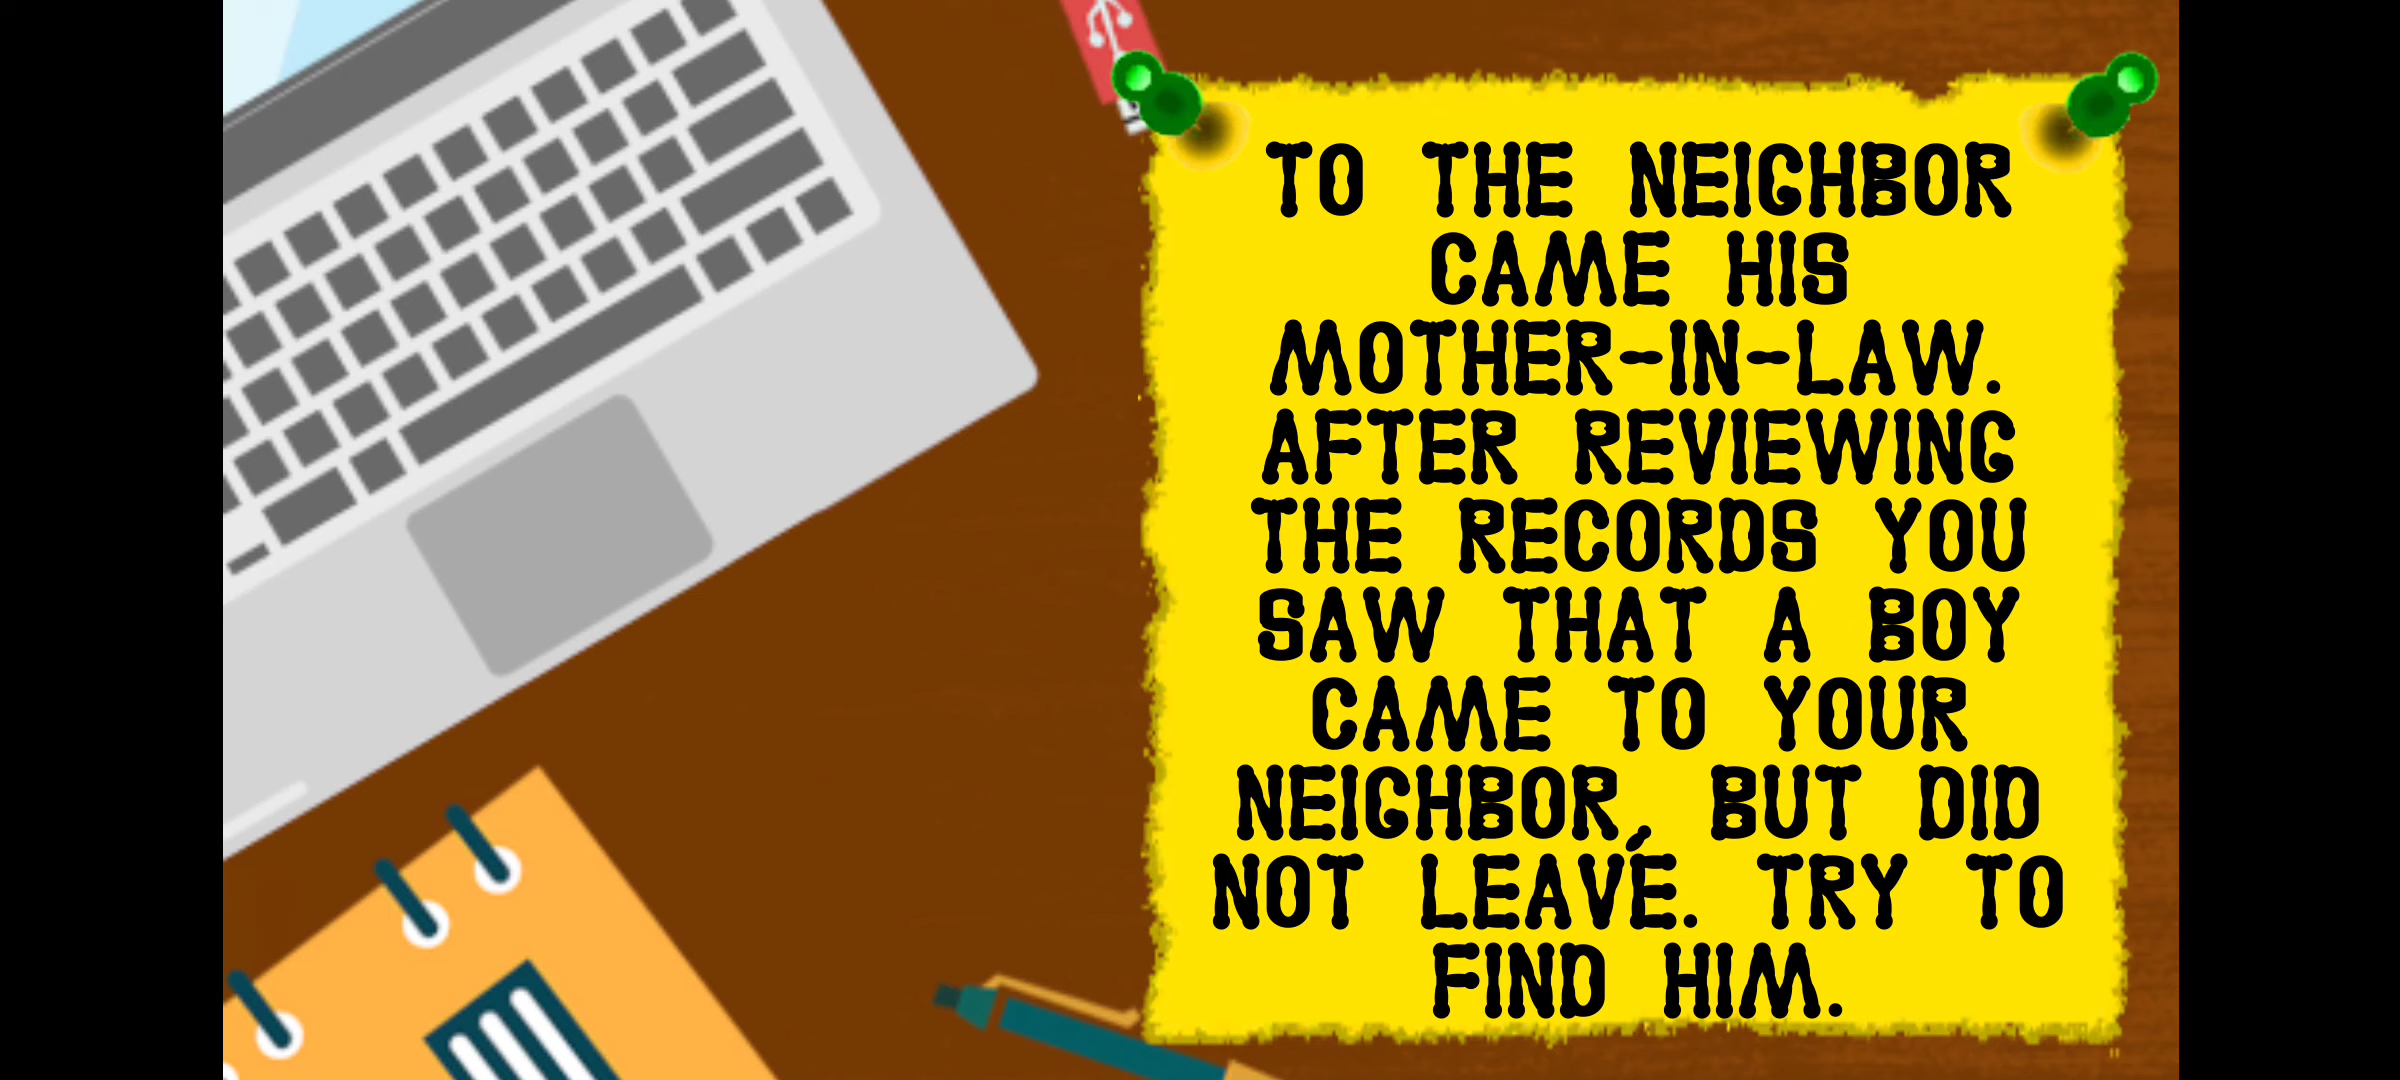 TO THE NEIGHBOR
CAME HIS
MOTHER-IN-LAW.
AFTER REVIEWING
THE RECORDS YOU
SAW THAT A BOY
CAME TO YOUR
NEIGHBOR, BUT DID
NOT LEAVÉ. TRY TO
FIND HIM.